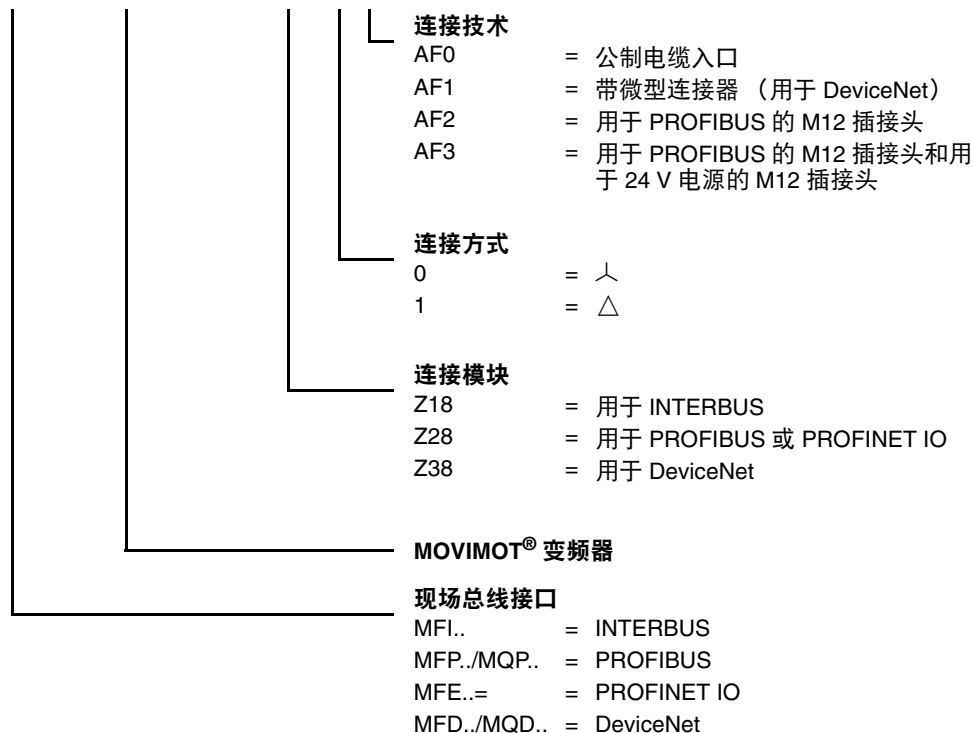 连接技术
AF0 = 公制电缆入口
AF1 = 带微型连接器 （用于 DeviceNet）
AF2 = 用于 PROFIBUS 的 M12 插接头
AF3 = 用于 PROFIBUS 的 M12 插接头和用
于 24 V 电源的 M12 插接头
连接方式
0 = 人
1 = △
连接模块
Z18 = 用于 INTERBUS
Z28 = 用于 PROFIBUS 或 PROFINET IO
Z38 = 用于 DeviceNet
MOVIMOT® 变频器
现场总线接口
MFI.. = INTERBUS
MFP../MQP.. = PROFIBUS
MFE..= = PROFINET IO
MFD../MQD.. = DeviceNet